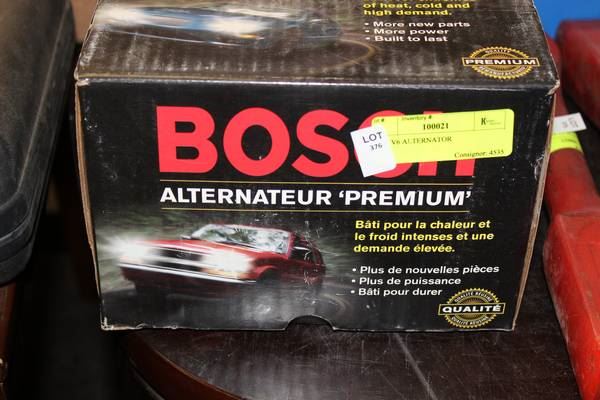 of heat, cold and
high demand.
• More new parts
• More power
• Built to last
PREMIUM
BOSCH
LOT
376
Inventory #
100021
V6 ALTERNATOR
Consignor: 4535
ALTERNATEUR 'PREMIUM'
Bâti pour la chaleur et
le froid intenses et une
demande élevée.
• Plus de nouvelles pièces
• Plus de puissance
• Bâti pour durer
QUALITÉ